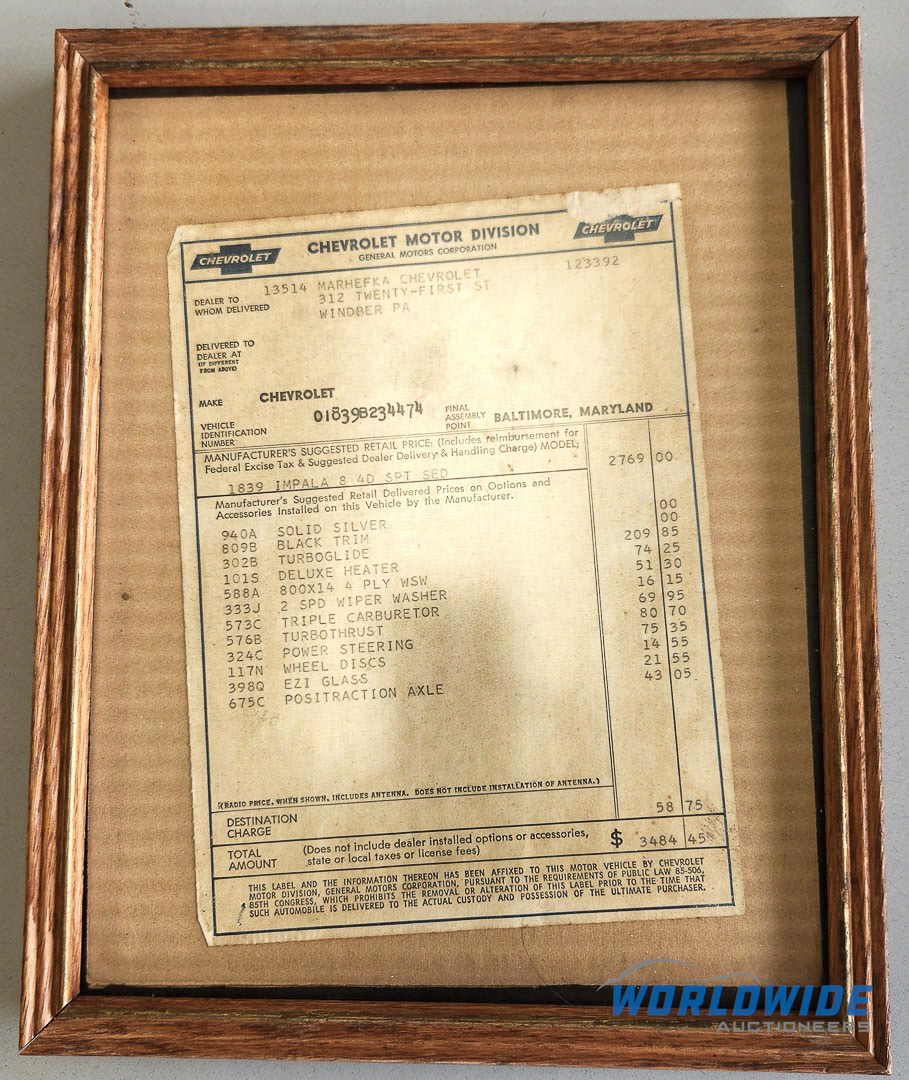 CHEVROLET
CHEVROLET MOTOR DIVISION
GENERAL MOTORS CORPORATION
CHEVROLET
DEALER TO WHOM DELIVERED
13514 MARHEFKA CHEVROLET 123392
312 TWENTY-FIRST ST
WINDBER PA
DELIVERED TO
DEALER AT
(IF DIFFERENT
FROM ABOVE)
MAKE CHEVROLET
VEHICLE IDENTIFICATION NUMBER 01839B234474 FINAL ASSEMBLY POINT BALTIMORE, MARYLAND
MANUFACTURER'S SUGGESTED RETAIL PRICE: (Includes reimbursement for
Federal Excise Tax & Suggested Dealer Delivery & Handling Charge) MODEL; 2769 00
1839 IMPALA 8 4D SPT SED
Manufacturer's Suggested Retail Delivered Prices on Options and
Accessories Installed on this Vehicle by the Manufacturer.
940A SOLID SILVER 00
809B BLACK TRIM 00
302B TURBOGLIDE 209 85
101S DELUXE HEATER 74 25
588A 800X14 4 PLY WSW 51 30
333J 2 SPD WIPER WASHER 16 15
573C TRIPLE CARBURETOR 69 95
576B TURBOTHRUST 80 70
324C POWER STEERING 75 35
117N WHEEL DISCS 14 55
398Q EZI GLASS 21 55
675C POSITRACTION AXLE 43 05
(RADIO PRICE, WHEN SHOWN, INCLUDES ANTENNA. DOES NOT INCLUDE INSTALLATION OF ANTENNA.)
DESTINATION CHARGE 58 75
TOTAL AMOUNT (Does not include dealer installed options or accessories,
state or local taxes or license fees) $ 3484 45
THIS LABEL AND THE INFORMATION THEREON HAS BEEN AFFIXED TO THIS MOTOR VEHICLE BY CHEVROLET
MOTOR DIVISION, GENERAL MOTORS CORPORATION, PURSUANT TO THE REQUIREMENTS OF PUBLIC LAW 85-506,
85TH CONGRESS, WHICH PROHIBITS THE REMOVAL OR ALTERATION OF THIS LABEL PRIOR TO THE TIME THAT
SUCH AUTOMOBILE IS DELIVERED TO THE ACTUAL CUSTODY AND POSSESSION OF THE ULTIMATE PURCHASER.
WORLDWIDE
AUCTIONEERS